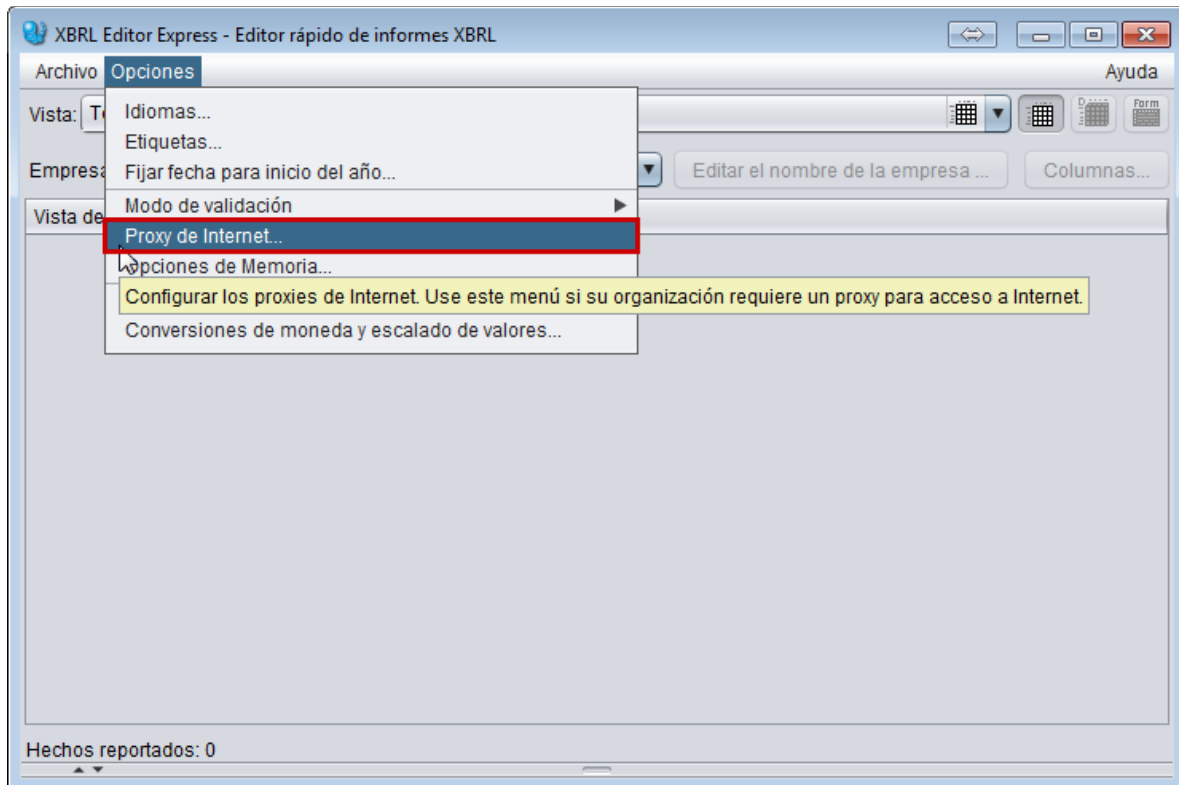 XBRL Editor Express - Editor rápido de informes XBRL
Archivo Opciones Ayuda
Vista: T
Idiomas...
Etiquetas...
Empresa
Fijar fecha para inicio del año...
Editar el nombre de la empresa ...
Columnas...
Vista de
Modo de validación
Proxy de Internet...
Opciones de Memoria...
Configurar los proxies de Internet. Use este menú si su organización requiere un proxy para acceso a Internet.
Conversiones de moneda y escalado de valores...
Form
Hechos reportados: 0